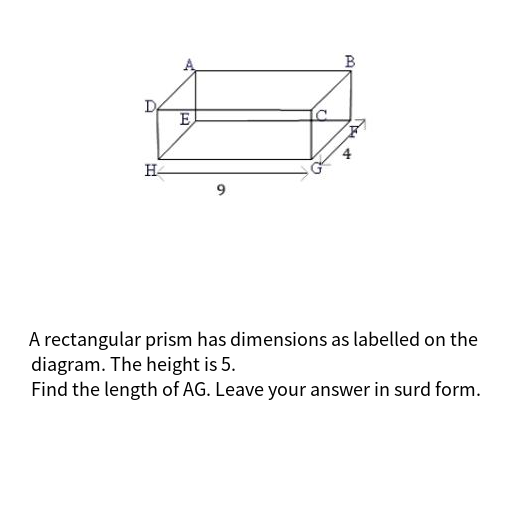 A B
D E C F
H G 4
9
A rectangular prism has dimensions as labelled on the
diagram. The height is 5.
Find the length of AG. Leave your answer in surd form.